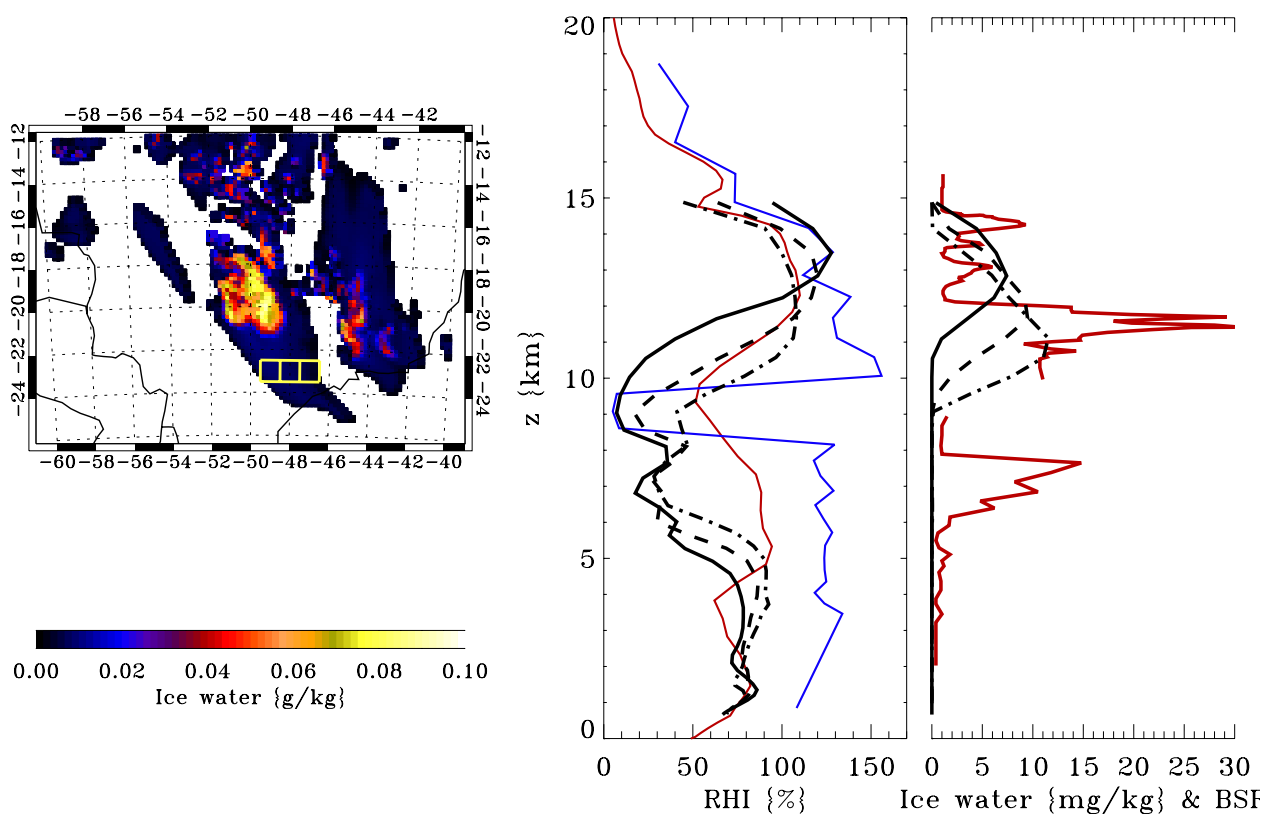 −58 −56 −54 −52 −50 −48 −46 −44 −42
−12 −14 −16 −18 −20 −22 −24
−12 −14 −16 −18 −20 −22 −24
−60 −58 −56 −54 −52 −50 −48 −46 −44 −42 −40
0.00 0.02 0.04 0.06 0.08 0.10
Ice water {g/kg}
z {km}
20
15
10
5
0
0 50 100 150
RHI {%}
0 5 10 15 20 25 30
Ice water {mg/kg} & BSR